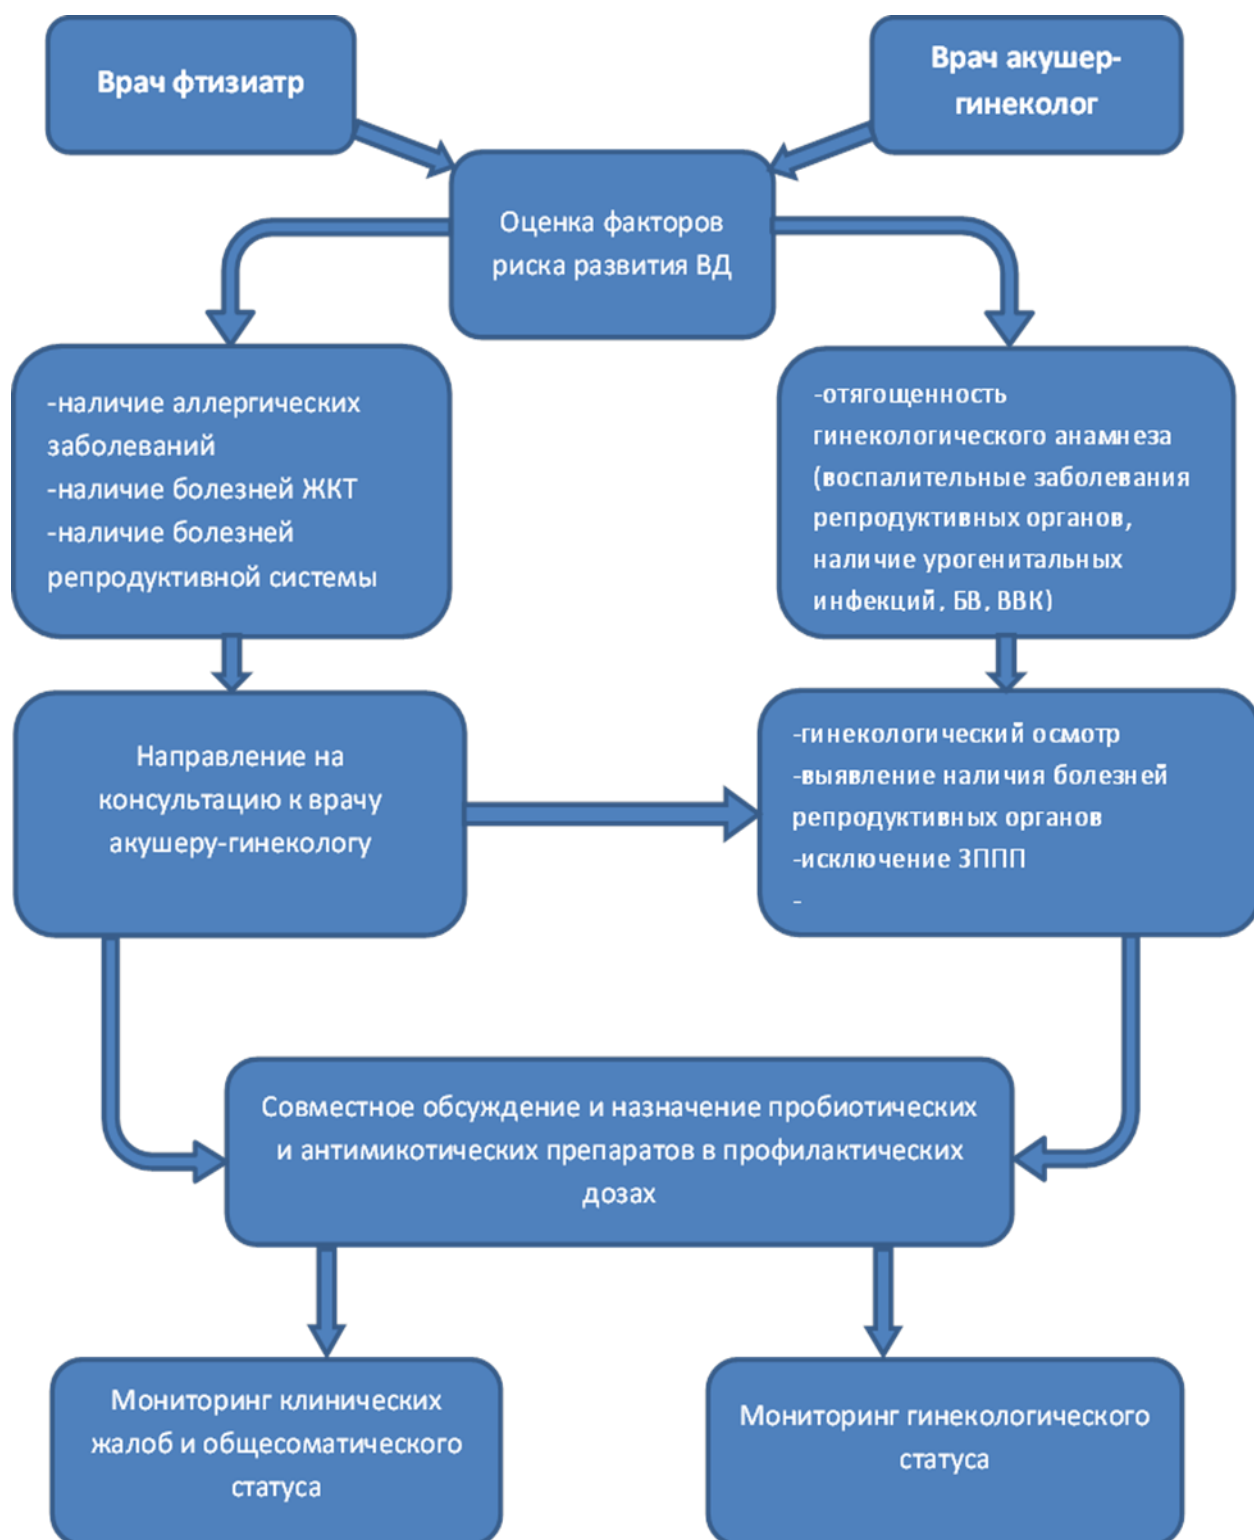 Врач фтизиатр
Врач акушер-
гинеколог
Оценка факторов
риска развития ВД
-наличие аллергических
заболеваний
-наличие болезней ЖКТ
-наличие болезней
репродуктивной системы
-отягощенность
гинекологического анамнеза
(воспалительные заболевания
репродуктивных органов,
наличие урогенитальных
инфекций, БВ, ВВК)
Направление на
консультацию к врачу
акушеру-гинекологу
-гинекологический осмотр
-выявление наличия болезней
репродуктивных органов
-исключение ЗППП
-
Совместное обсуждение и назначение пробиотических
и антимикотических препаратов в профилактических
дозах
Мониторинг клинических
жалоб и общесоматического
статуса
Мониторинг гинекологического
статуса